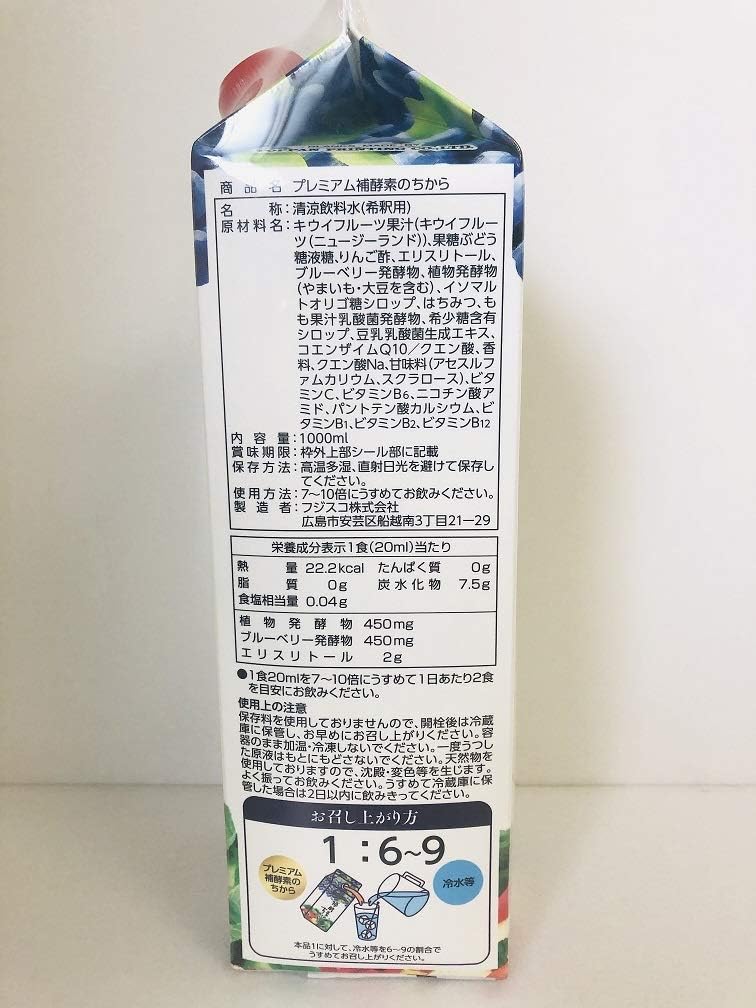 TOPPAN PRINTING CO.,LTD.
商品名 プレミアム補酵素のちから
名称:清涼飲料水(希釈用)
原材料名:キウイフルーツ果汁(キウイフルー
ツ(ニュージーランド))、果糖ぶどう
糖液糖、りんご酢、エリスリトール、
ブルーベリー発酵物、植物発酵物
(やまいも・大豆を含む)、イソマル
トオリゴ糖シロップ、はちみつ、も
も果汁乳酸菌発酵物、希少糖含有
シロップ、豆乳乳酸菌生成エキス、
コエンザイムQ10/クエン酸、香
料、クエン酸Na、甘味料(アセスルフ
ァムカリウム、スクラロース)、ビタ
ミンC、ビタミンB6、ニコチン酸ア
ミド、パントテン酸カルシウム、ビ
タミンB1、ビタミンB2、ビタミンB12
内容量:1000ml
賞味期限:枠外上部シール部に記載
保存方法:高温多湿、直射日光を避けて保存し
てください。
使用方法:7〜10倍にうすめてお飲みください。
製造者:フジスコ株式会社
広島市安芸区船越南3丁目21−29
栄養成分表示1食(20ml)当たり
熱量 22.2kcal たんぱく質 0g
脂質 0g 炭水化物 7.5g
食塩相当量 0.04g
植物発酵物 450mg
ブルーベリー発酵物 450mg
エリスリトール 2g
●1食20mlを7〜10倍にうすめて1日あたり2食
を目安にお飲みください。
使用上の注意
保存料を使用しておりませんので、開栓後は冷蔵
庫に保管し、お早めにお召し上がりください。容
器のまま加温・冷凍しないでください。一度うつし
た原液はもとにもどさないでください。天然物を
使用しておりますので、沈殿・変色等を生じます。
よく振ってお飲みください。うすめて冷蔵庫に保
管した場合は2日以内に飲みきってください。
お召し上がり方
1:6〜9
プレミアム
補酵素の
ちから
冷水等
本品1に対して、冷水等を6〜9の割合で
うすめてお召し上がりください。